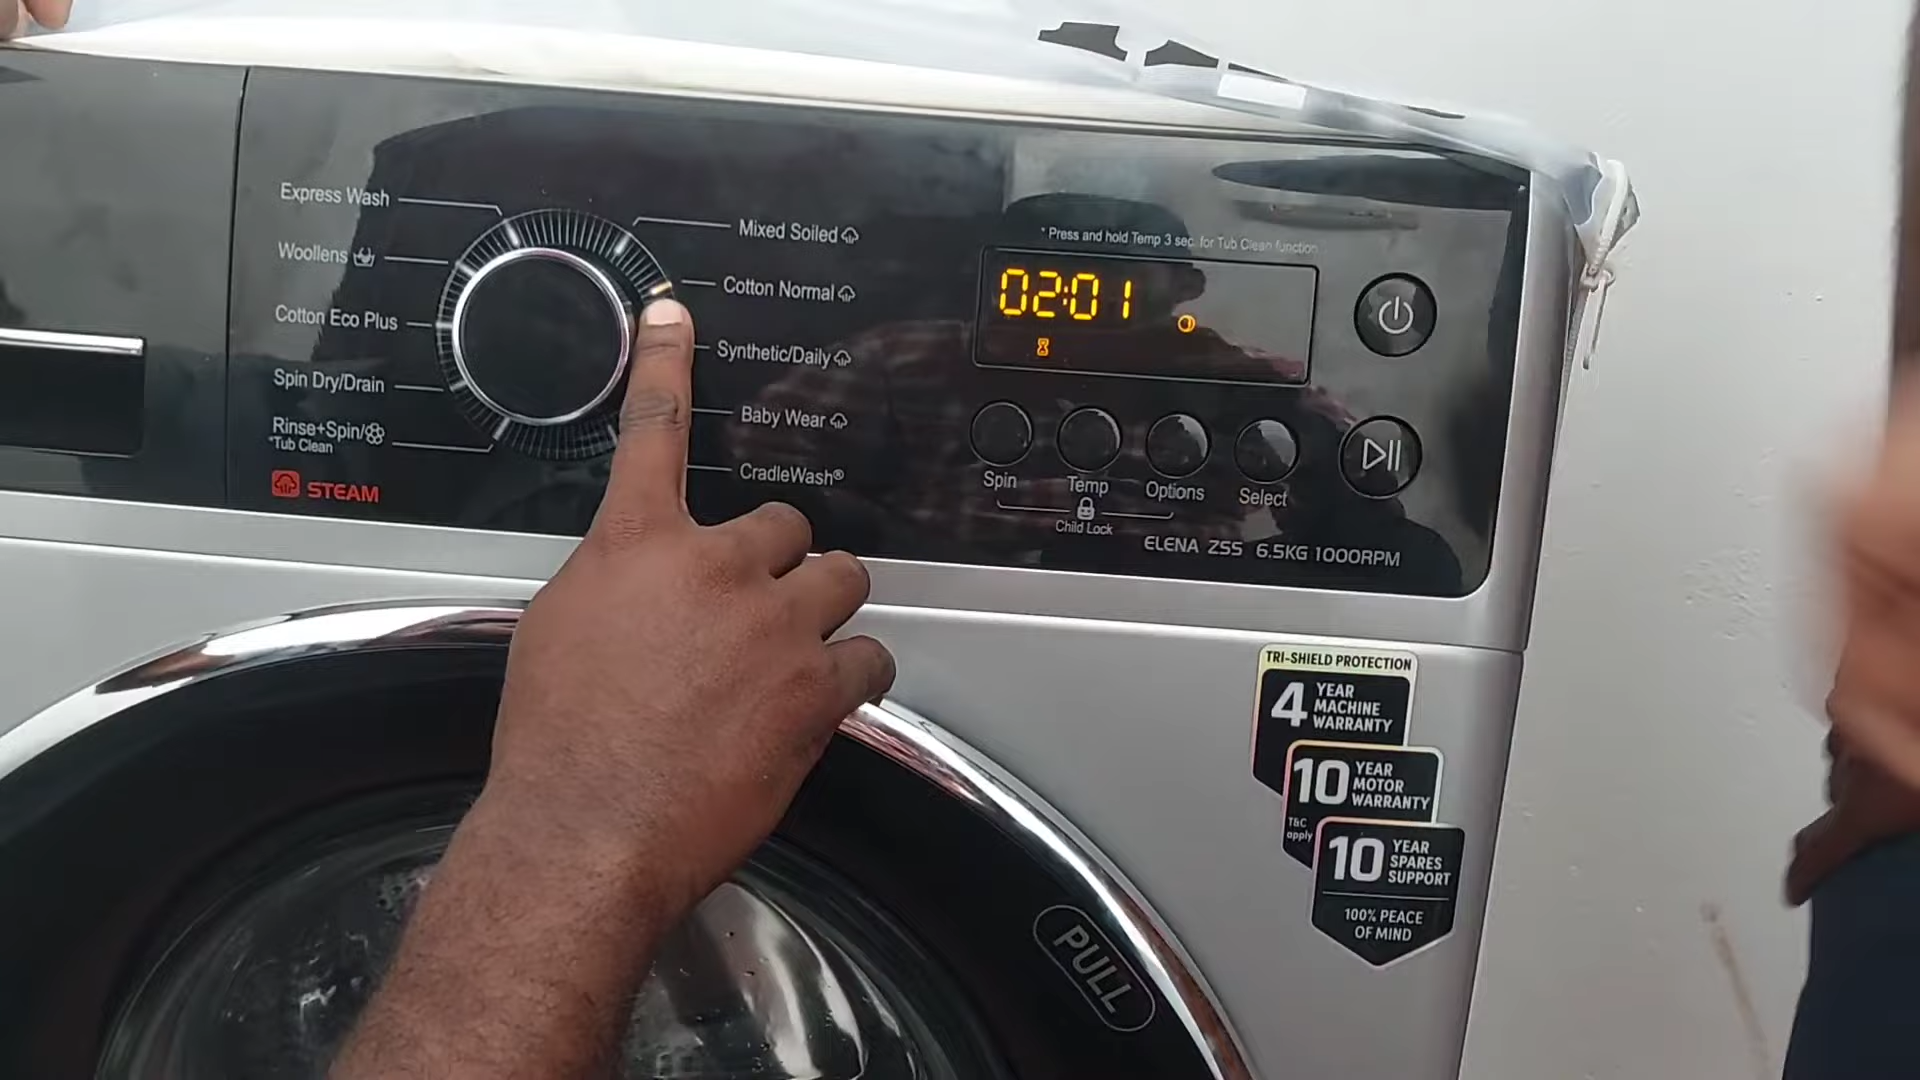 Express Wash
Woollens
Cotton Eco Plus
Spin Dry/Drain
Rinse+Spin/
*Tub Clean
STEAM
Mixed Soiled
Cotton Normal
Synthetic/Daily
Baby Wear
CradleWash®
* Press and hold Temp 3 sec. for Tub Clean function
02:01
Spin
Temp
Options
Select
Child Lock
ELENA ZSS 6.5KG 1000RPM
TRI-SHIELD PROTECTION
4 YEAR
MACHINE
WARRANTY
10 YEAR
MOTOR
WARRANTY
T&C
apply
10 YEAR
SPARES
SUPPORT
100% PEACE
OF MIND
PULL